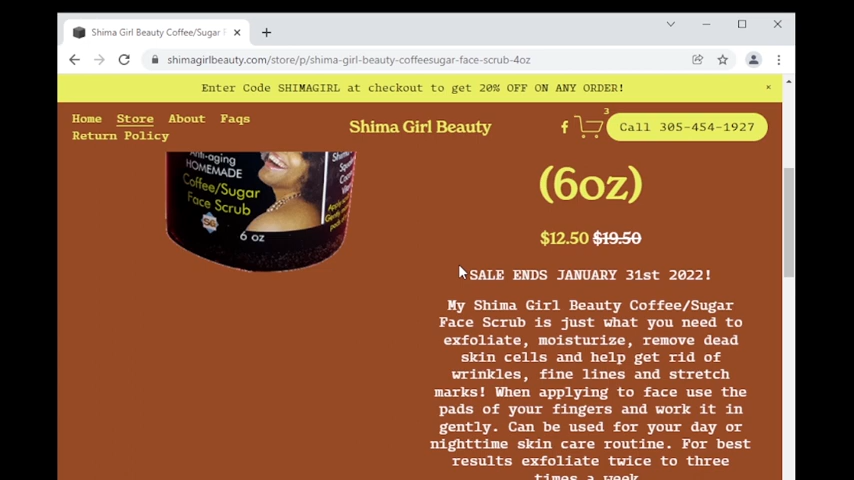 Shima Girl Beauty Coffee/Sugar
shimagirlbeauty.com/store/p/shima-girl-beauty-coffeesugar-face-scrub-4oz
Enter Code SHIMAGIRL at checkout to get 20% OFF ON ANY ORDER!
Home Store About Faqs
Return Policy
Shima Girl Beauty
3
Call 305-454-1927
Anti-aging
HOMEMADE
Coffee/Sugar
Face Scrub
6 oz
(6oz)
$12.50 $19.50
SALE ENDS JANUARY 31st 2022!
My Shima Girl Beauty Coffee/Sugar
Face Scrub is just what you need to
exfoliate, moisturize, remove dead
skin cells and help get rid of
wrinkles, fine lines and stretch
marks! When applying to face use the
pads of your fingers and work it in
gently. Can be used for your day or
nighttime skin care routine. For best
results exfoliate twice to three
times a week.